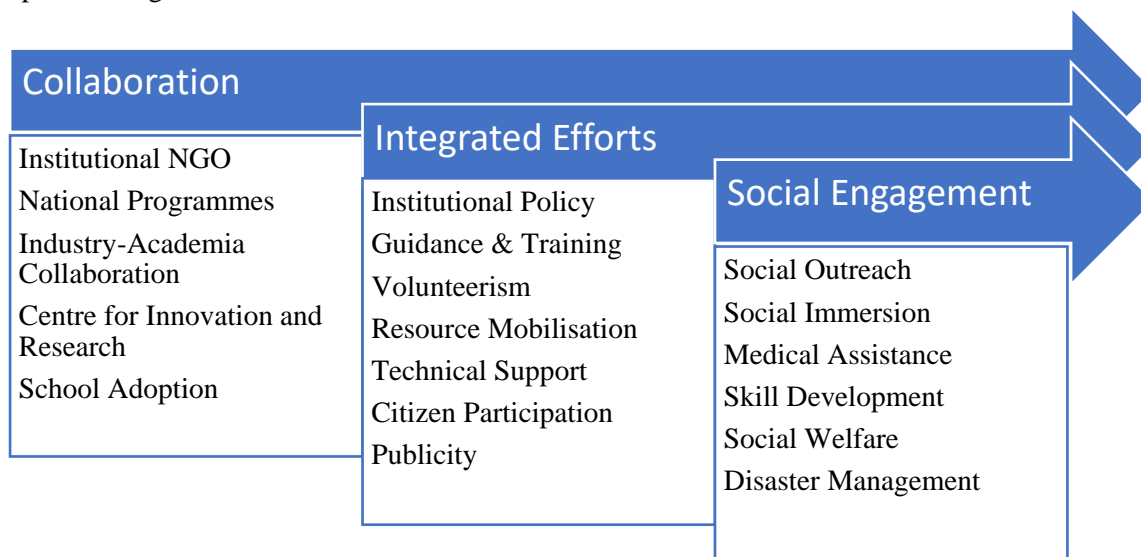 Collaboration
Institutional NGO
National Programmes
Industry-Academia
Collaboration
Centre for Innovation and
Research
School Adoption
Integrated Efforts
Institutional Policy
Guidance & Training
Volunteerism
Resource Mobilisation
Technical Support
Citizen Participation
Publicity
Social Engagement
Social Outreach
Social Immersion
Medical Assistance
Skill Development
Social Welfare
Disaster Management